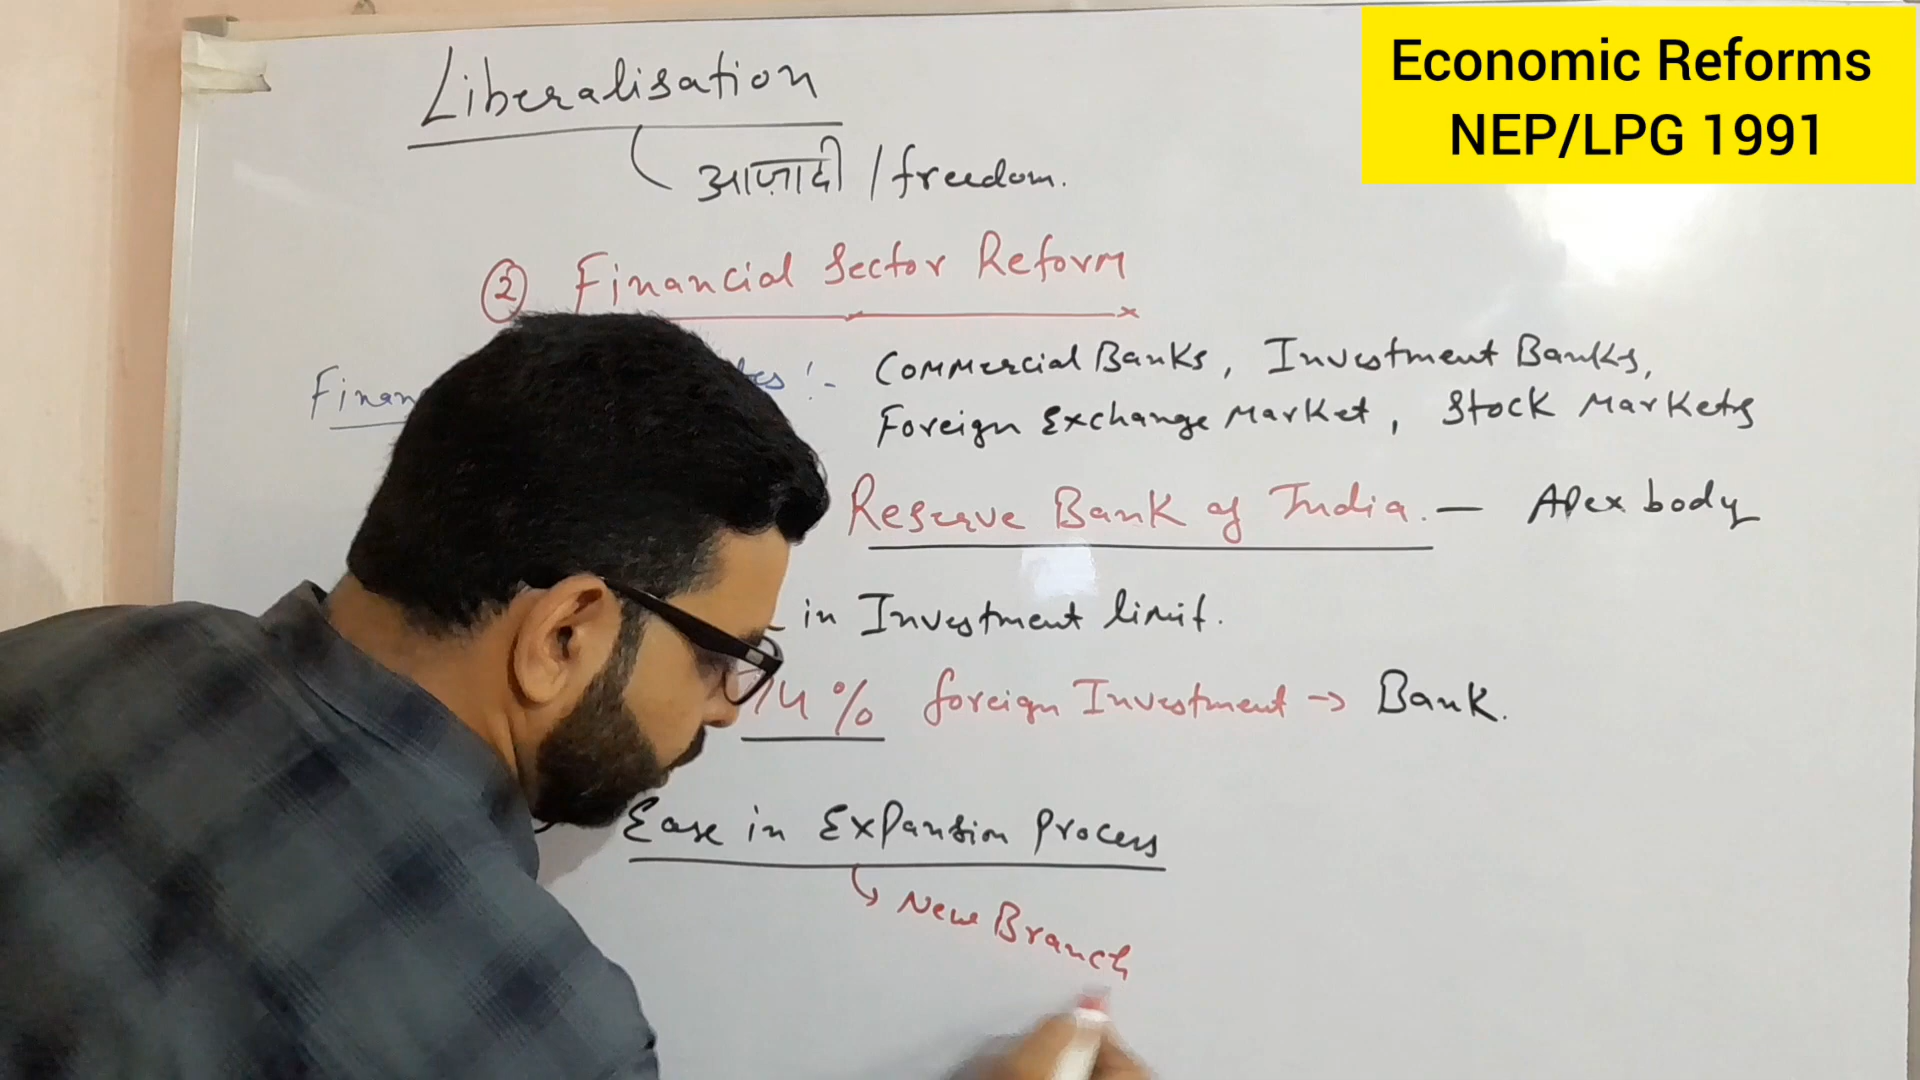 Economic Reforms
NEP/LPG 1991
Liberalisation
आज़ादी / freedom.
② Financial Sector Reform
Commercial Banks, Investment Banks,
Foreign Exchange Market, Stock Markets
Reserve Bank of India. — Apex body
in Investment limit.
74% foreign Investment → Bank.
Ease in Expansion Process
↳ New Branch